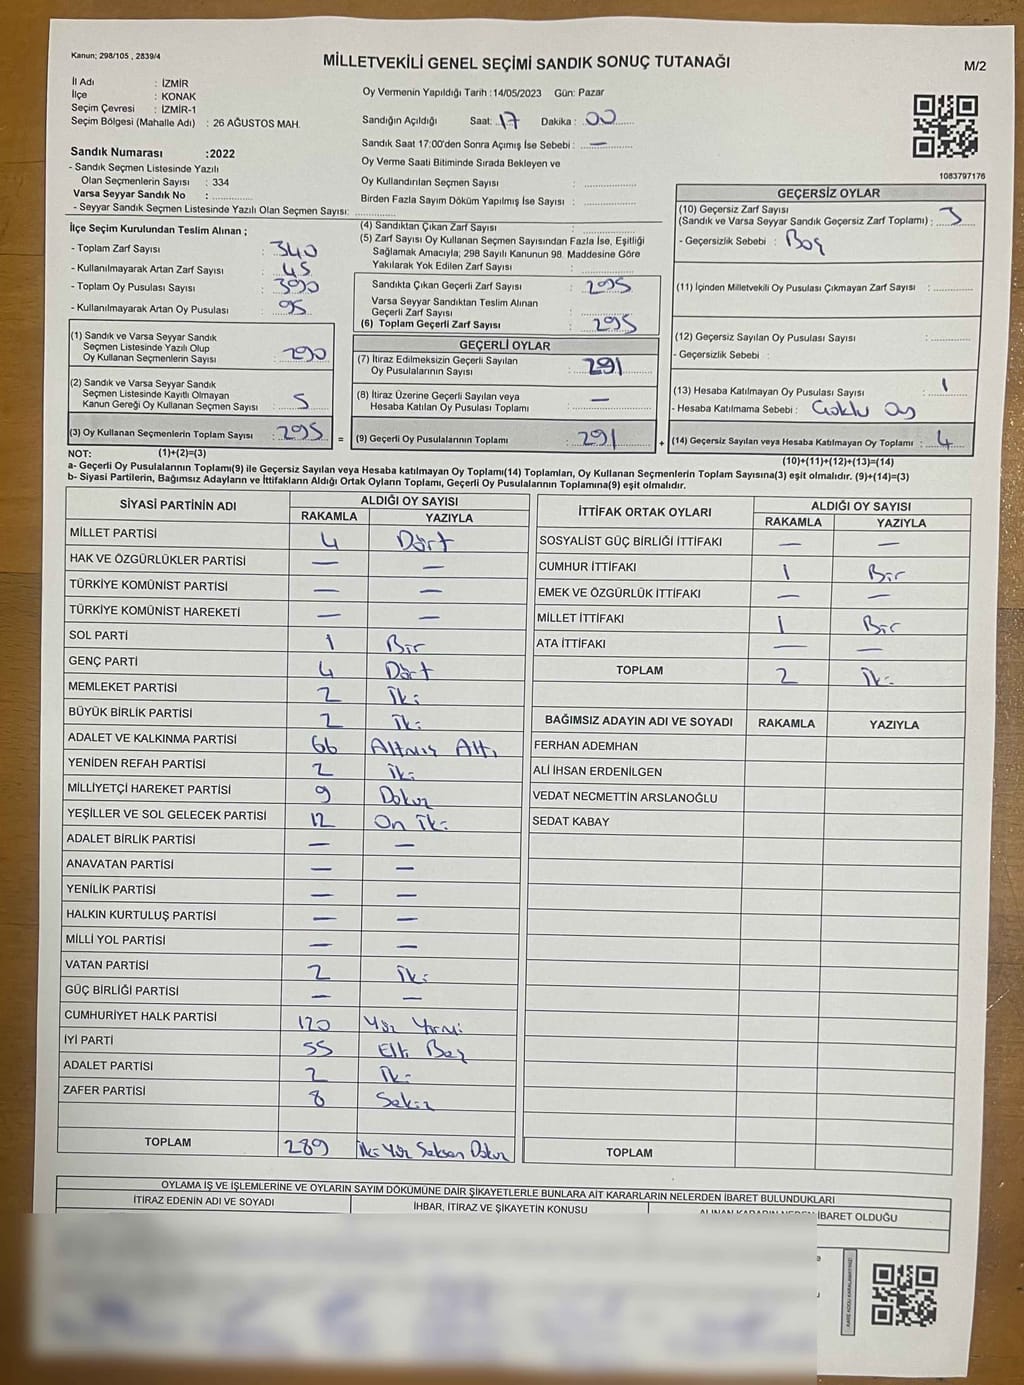 Kanun; 298/105 , 2839/4
MİLLETVEKİLİ GENEL SEÇİMİ SANDIK SONUÇ TUTANAĞI
M/2
İl Adı : İZMİR
İlçe : KONAK
Seçim Çevresi : İZMİR-1
Seçim Bölgesi (Mahalle Adı) : 26 AĞUSTOS MAH.
Sandık Numarası :2022
- Sandık Seçmen Listesinde Yazılı
Olan Seçmenlerin Sayısı : 334
Varsa Seyyar Sandık No :
- Seyyar Sandık Seçmen Listesinde Yazılı Olan Seçmen Sayısı:
Oy Vermenin Yapıldığı Tarih :14/05/2023 Gün: Pazar
Sandığın Açıldığı Saat: 17 Dakika : 00
Sandık Saat 17:00'den Sonra Açımış İse Sebebi : —
Oy Verme Saati Bitiminde Sırada Bekleyen ve
Oy Kullandırılan Seçmen Sayısı :
Birden Fazla Sayım Döküm Yapılmış İse Sayısı :
1083797176
İlçe Seçim Kurulundan Teslim Alınan ;
- Toplam Zarf Sayısı : 340
- Kullanılmayarak Artan Zarf Sayısı : 45
- Toplam Oy Pusulası Sayısı : 390
- Kullanılmayarak Artan Oy Pusulası : 95
(1) Sandık ve Varsa Seyyar Sandık
Seçmen Listesinde Yazılı Olup
Oy Kullanan Seçmenlerin Sayısı : 290
(2) Sandık ve Varsa Seyyar Sandık
Seçmen Listesinde Kayıtlı Olmayan
Kanun Gereği Oy Kullanan Seçmen Sayısı : 5
(3) Oy Kullanan Seçmenlerin Toplam Sayısı : 295
(4) Sandıktan Çıkan Zarf Sayısı :
(5) Zarf Sayısı Oy Kullanan Seçmen Sayısından Fazla İse, Eşitliği
Sağlamak Amacıyla; 298 Sayılı Kanunun 98. Maddesine Göre
Yakılarak Yok Edilen Zarf Sayısı :
Sandıkta Çıkan Geçerli Zarf Sayısı : 295
Varsa Seyyar Sandıktan Teslim Alınan
Geçerli Zarf Sayısı :
(6) Toplam Geçerli Zarf Sayısı : 295
GEÇERLİ OYLAR
(7) İtiraz Edilmeksizin Geçerli Sayılan
Oy Pusulalarının Sayısı : 291
(8) İtiraz Üzerine Geçerli Sayılan veya
Hesaba Katılan Oy Pusulası Toplamı : —
= (9) Geçerli Oy Pusulalarının Toplamı : 291
GEÇERSİZ OYLAR
(10) Geçersiz Zarf Sayısı
(Sandık ve Varsa Seyyar Sandık Geçersiz Zarf Toplamı) : 3
- Geçersizlik Sebebi : Boş
(11) İçinden Milletvekili Oy Pusulası Çıkmayan Zarf Sayısı :
(12) Geçersiz Sayılan Oy Pusulası Sayısı :
- Geçersizlik Sebebi :
(13) Hesaba Katılmayan Oy Pusulası Sayısı : 1
- Hesaba Katılmama Sebebi : Çoklu Oy
+ (14) Geçersiz Sayılan veya Hesaba Katılmayan Oy Toplamı : 4
NOT: (1)+(2)=(3) (10)+(11)+(12)+(13)=(14)
a- Geçerli Oy Pusulalarının Toplamı(9) ile Geçersiz Sayılan veya Hesaba katılmayan Oy Toplamı(14) Toplamları, Oy Kullanan Seçmenlerin Toplam Sayısına(3) eşit olmalıdır. (9)+(14)=(3)
b- Siyasi Partilerin, Bağımsız Adayların ve İttifakların Aldığı Ortak Oyların Toplamı, Geçerli Oy Pusulalarının Toplamına(9) eşit olmalıdır.
SİYASİ PARTİNİN ADI ALDIĞI OY SAYISI
RAKAMLA YAZIYLA
MİLLET PARTİSİ 4 Dört
HAK VE ÖZGÜRLÜKLER PARTİSİ — —
TÜRKİYE KOMÜNİST PARTİSİ — —
TÜRKİYE KOMÜNİST HAREKETİ — —
SOL PARTİ 1 Bir
GENÇ PARTİ 4 Dört
MEMLEKET PARTİSİ 2 İki
BÜYÜK BİRLİK PARTİSİ 2 İki
ADALET VE KALKINMA PARTİSİ 66 Altmış Altı
YENİDEN REFAH PARTİSİ 2 İki
MİLLİYETÇİ HAREKET PARTİSİ 9 Dokuz
YEŞİLLER VE SOL GELECEK PARTİSİ 12 On İki
ADALET BİRLİK PARTİSİ — —
ANAVATAN PARTİSİ — —
YENİLİK PARTİSİ — —
HALKIN KURTULUŞ PARTİSİ — —
MİLLİ YOL PARTİSİ — —
VATAN PARTİSİ 2 İki
GÜÇ BİRLİĞİ PARTİSİ — —
CUMHURİYET HALK PARTİSİ 120 Yüz Yirmi
İYİ PARTİ 55 Elli Beş
ADALET PARTİSİ 2 İki
ZAFER PARTİSİ 8 Sekiz
TOPLAM 289 İki Yüz Seksen Dokuz
İTTİFAK ORTAK OYLARI ALDIĞI OY SAYISI
RAKAMLA YAZIYLA
SOSYALİST GÜÇ BİRLİĞİ İTTİFAKI — —
CUMHUR İTTİFAKI 1 Bir
EMEK VE ÖZGÜRLÜK İTTİFAKI — —
MİLLET İTTİFAKI 1 Bir
ATA İTTİFAKI — —
TOPLAM 2 İki
BAĞIMSIZ ADAYIN ADI VE SOYADI RAKAMLA YAZIYLA
FERHAN ADEMHAN
ALİ İHSAN ERDENİLGEN
VEDAT NECMETTİN ARSLANOĞLU
SEDAT KABAY
TOPLAM
OYLAMA İŞ VE İŞLEMLERİNE VE OYLARIN SAYIM DÖKÜMÜNE DAİR ŞİKAYETLERLE BUNLARA AİT KARARLARIN NELERDEN İBARET BULUNDUKLARI
İTİRAZ EDENİN ADI VE SOYADI İHBAR, İTİRAZ VE ŞİKAYETİN KONUSU İBARET OLDUĞU